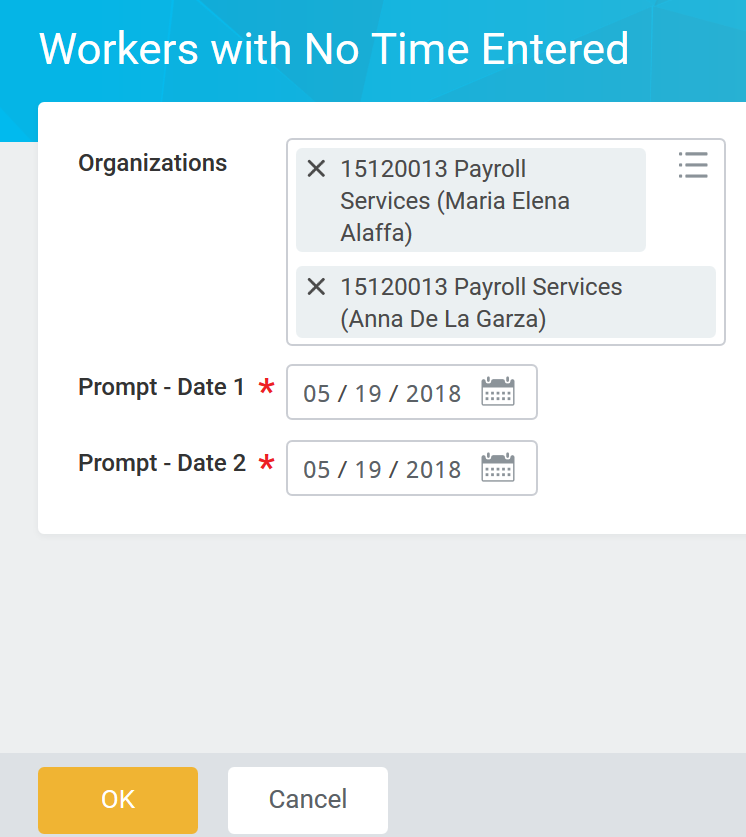 Workers with No Time Entered
Organizations
15120013 Payroll
Services (Maria Elena
Alaffa)
15120013 Payroll Services
(Anna De La Garza)
Prompt - Date 1 *
05 / 19 / 2018
Prompt - Date 2 *
05 / 19 / 2018
OK
Cancel